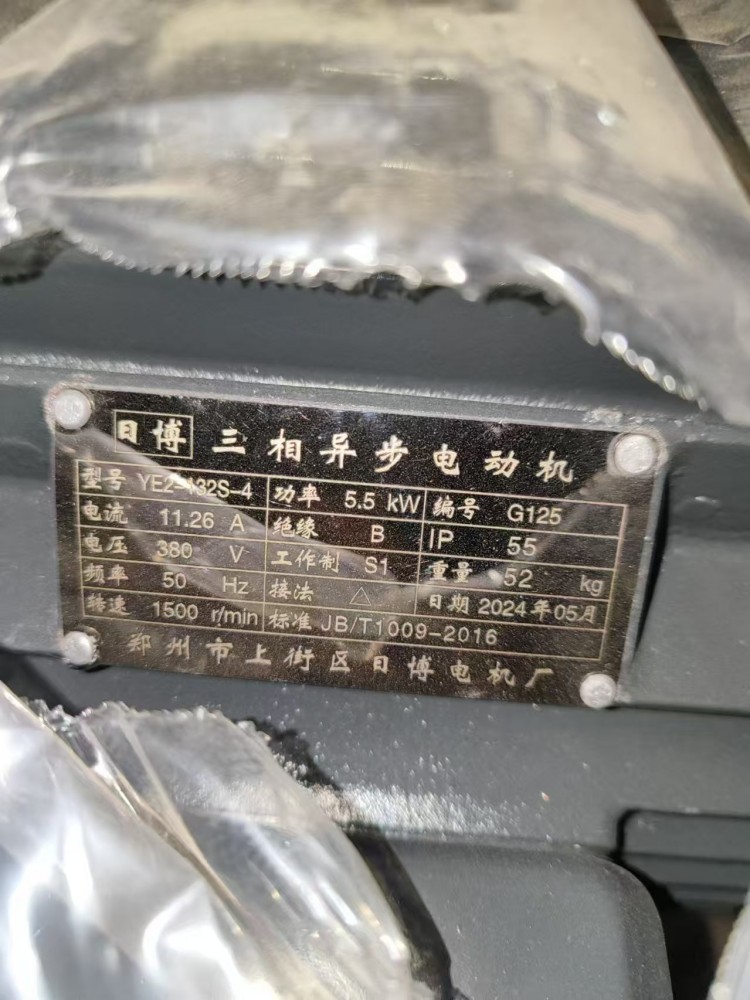 日博 三相异步电动机
型号 YE2-132S-4 功率 5.5 kW 编号 G125
电流 11.26 A 绝缘 B IP 55
电压 380 V 工作制 S1 重量 52 kg
频率 50 Hz 接法 △ 日期 2024年05月
转速 1500 r/min 标准 JB/T1009-2016
郑州市上街区日博电机厂